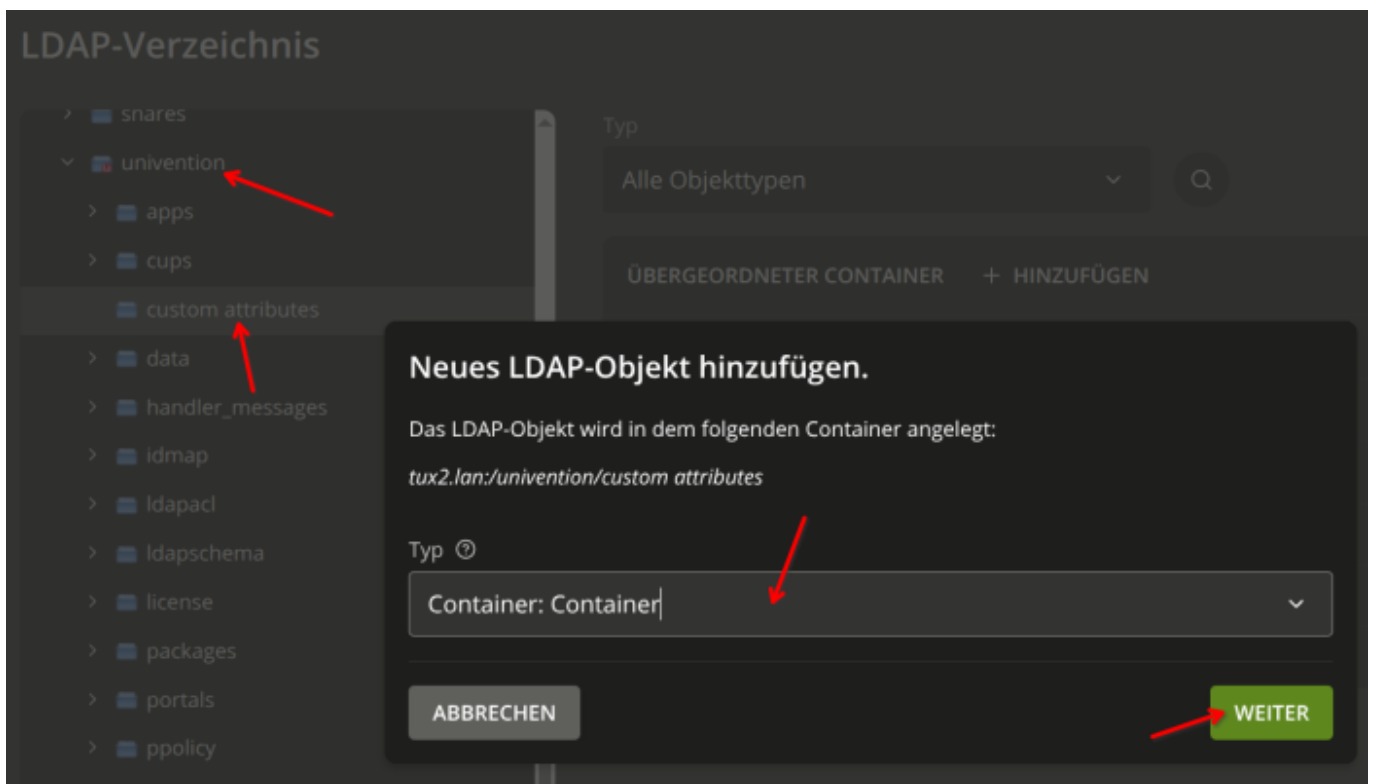 LDAP-Verzeichnis
shares
univention
apps
cups
custom attributes
data
handler_messages
idmap
ldapacl
ldapschema
license
packages
portals
ppolicy
Typ
Alle Objekttypen
ÜBERGEORDNETER CONTAINER + HINZUFÜGEN
Neues LDAP-Objekt hinzufügen.
Das LDAP-Objekt wird in dem folgenden Container angelegt:
tux2.lan:/univention/custom attributes
Typ
Container: Container
ABBRECHEN
WEITER